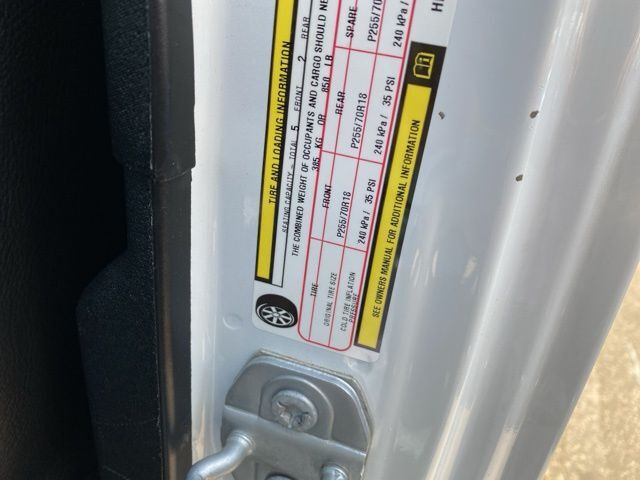 TIRE AND LOADING INFORMATION
SEATING CAPACITY - TOTAL 5 FRONT 2 REAR
THE COMBINED WEIGHT OF OCCUPANTS AND CARGO SHOULD NE
385 KG OR 850 LB
TIRE FRONT REAR SPARE
ORIGINAL TIRE SIZE P255/70R18 P255/70R18 P255/70
COLD TIRE INFLATION PRESSURE 240 kPa / 35 PSI 240 kPa / 35 PSI 240 kPa /
SEE OWNERS MANUAL FOR ADDITIONAL INFORMATION